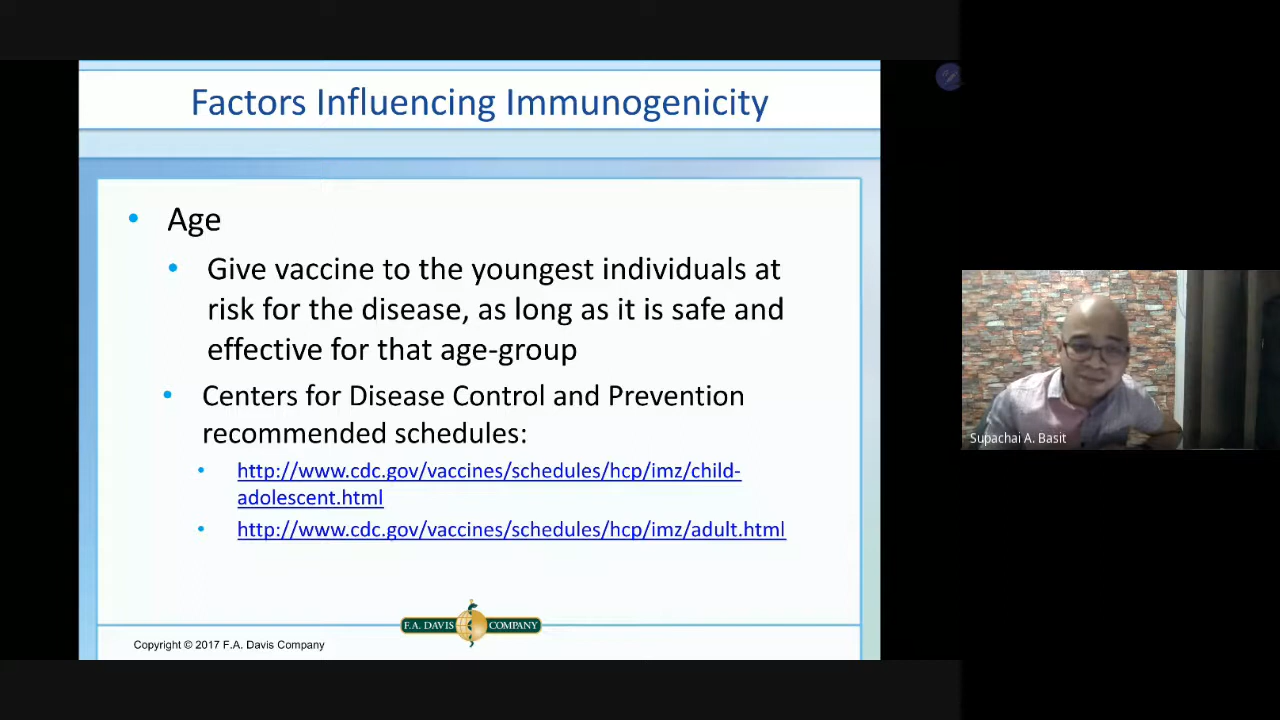 Factors Influencing Immunogenicity
• Age
• Give vaccine to the youngest individuals at
risk for the disease, as long as it is safe and
effective for that age-group
• Centers for Disease Control and Prevention
recommended schedules:
• http://www.cdc.gov/vaccines/schedules/hcp/imz/child-
adolescent.html
• http://www.cdc.gov/vaccines/schedules/hcp/imz/adult.html
F.A. DAVIS COMPANY
Copyright © 2017 F.A. Davis Company
Supachai A. Basit